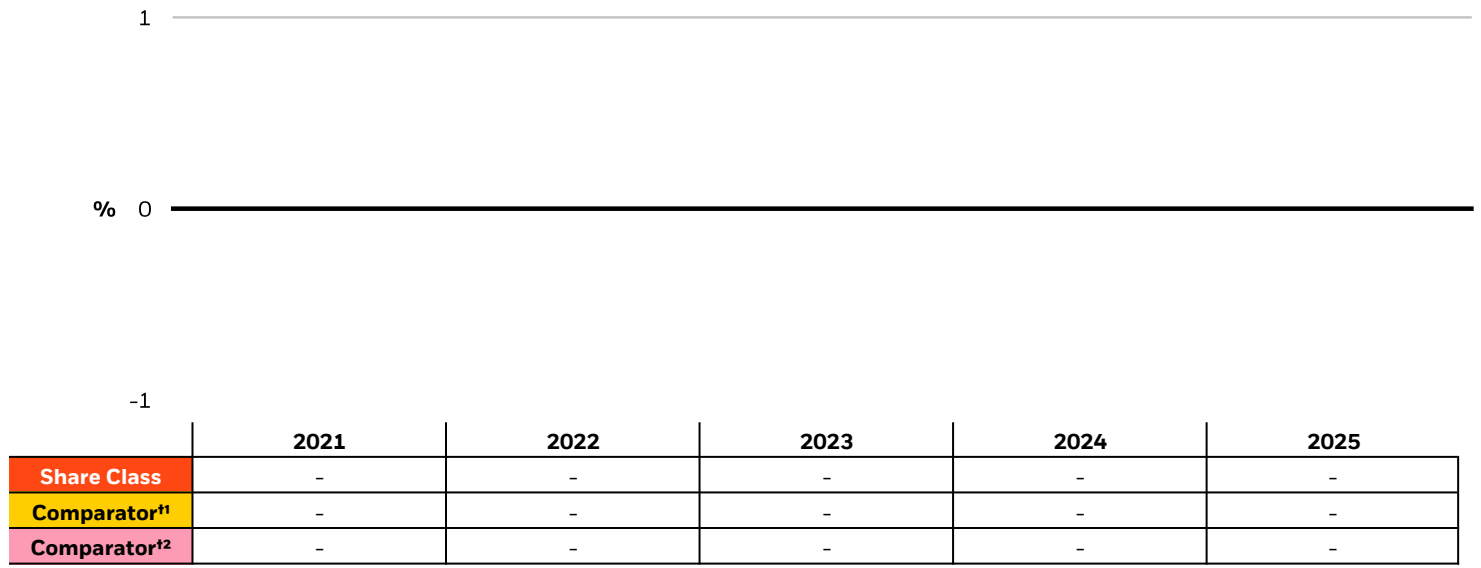 1
% 0
-1
2021 2022 2023 2024 2025
Share Class - - - - -
Comparator†1 - - - - -
Comparator†2 - - - - -